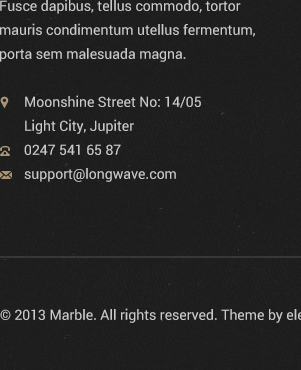 Fusce dapibus, tellus commodo, tortor
mauris condimentum utellus fermentum,
porta sem malesuada magna.
Moonshine Street No: 14/05
Light City, Jupiter
0247 541 65 87
support@longwave.com
© 2013 Marble. All rights reserved. Theme by ele